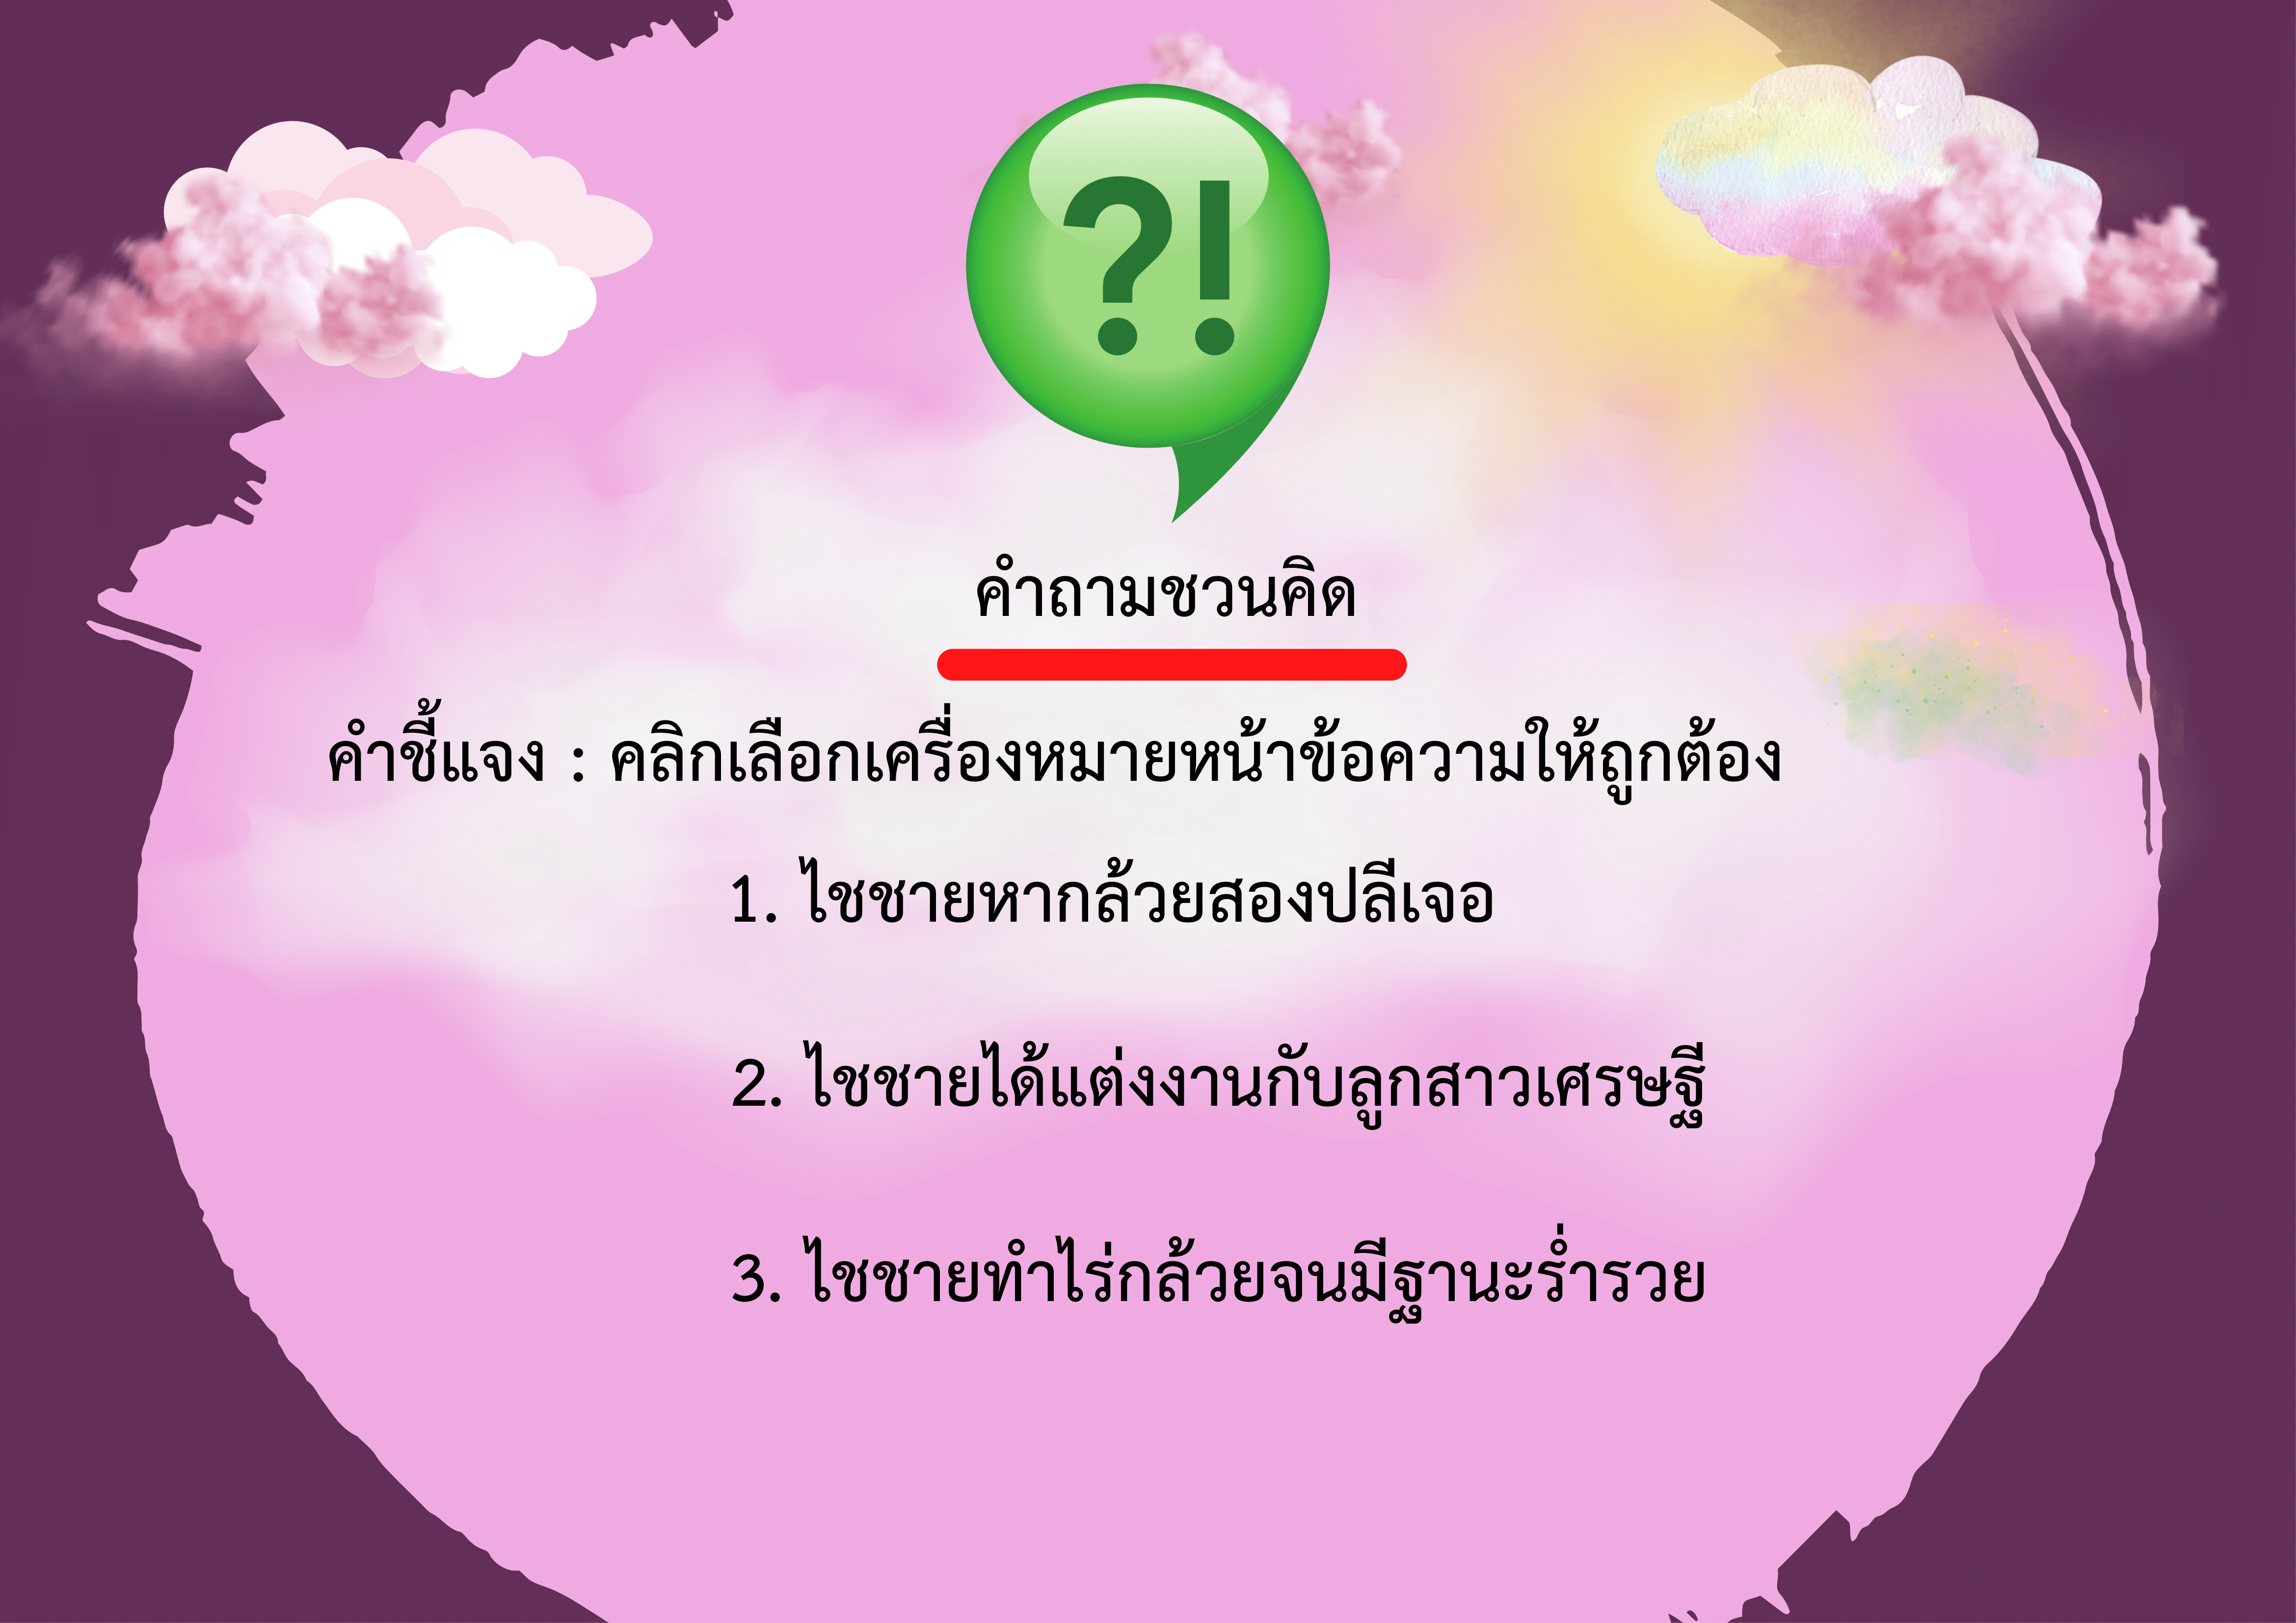 ?!
คำถามชวนคิด
คำชี้แจง : คลิกเลือกเครื่องหมายหน้าข้อความให้ถูกต้อง
1. ไชชายหากล้วยสองปลีเจอ
2. ไชชายได้แต่งงานกับลูกสาวเศรษฐี
3. ไชชายทำไร่กล้วยจนมีฐานะร่ำรวย